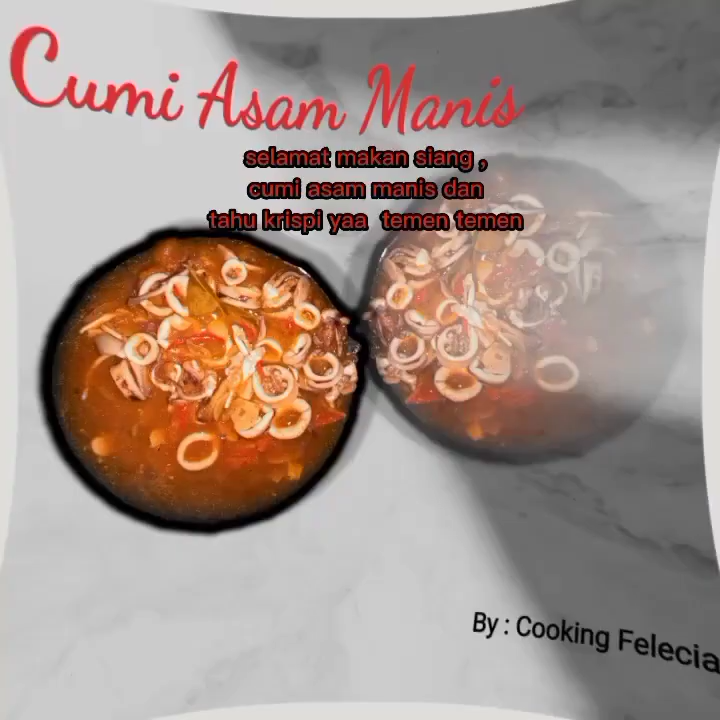 Cumi Asam Manis
selamat makan siang ,
cumi asam manis dan
tahu krispi yaa temen temen
By : Cooking Felecia